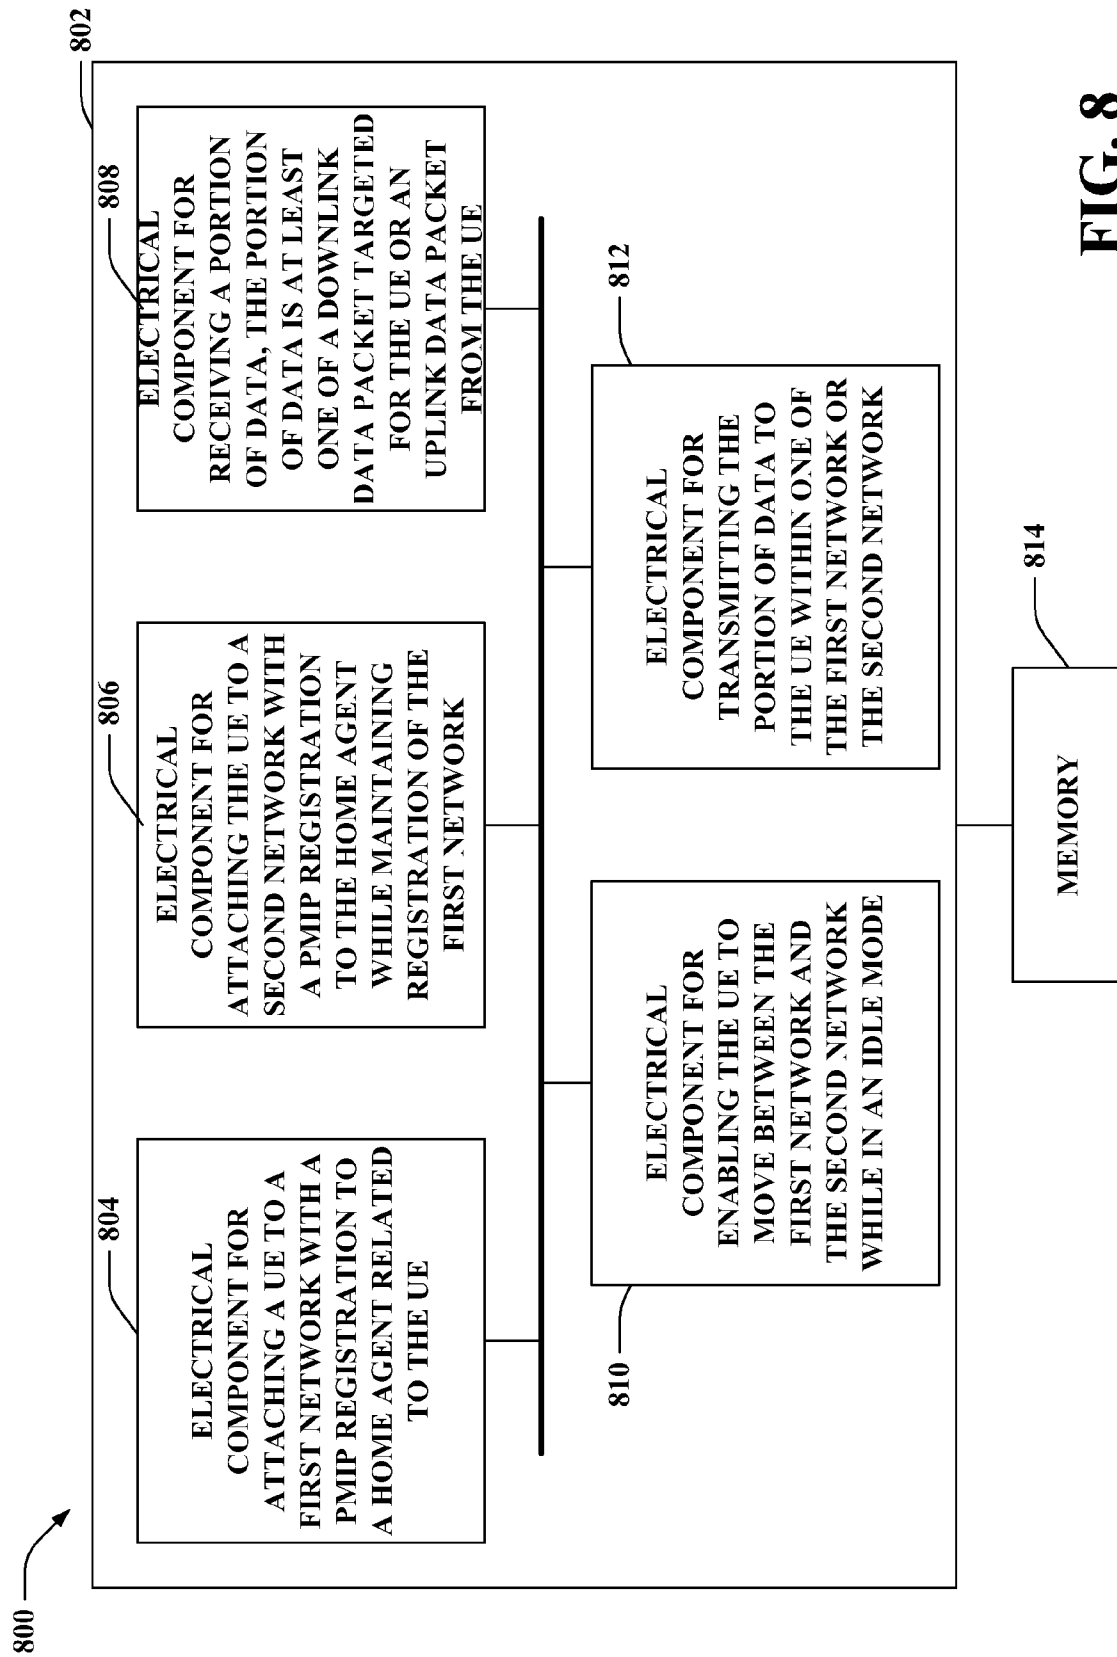 800
802
804
ELECTRICAL
COMPONENT FOR
ATTACHING A UE TO A
FIRST NETWORK WITH A
PMIP REGISTRATION TO
A HOME AGENT RELATED
TO THE UE
806
ELECTRICAL
COMPONENT FOR
ATTACHING THE UE TO A
SECOND NETWORK WITH
A PMIP REGISTRATION
TO THE HOME AGENT
WHILE MAINTAINING
REGISTRATION OF THE
FIRST NETWORK
808
ELECTRICAL
COMPONENT FOR
RECEIVING A PORTION
OF DATA, THE PORTION
OF DATA IS AT LEAST
ONE OF A DOWNLINK
DATA PACKET TARGETED
FOR THE UE OR AN
UPLINK DATA PACKET
FROM THE UE
810
ELECTRICAL
COMPONENT FOR
ENABLING THE UE TO
MOVE BETWEEN THE
FIRST NETWORK AND
THE SECOND NETWORK
WHILE IN AN IDLE MODE
812
ELECTRICAL
COMPONENT FOR
TRANSMITTING THE
PORTION OF DATA TO
THE UE WITHIN ONE OF
THE FIRST NETWORK OR
THE SECOND NETWORK
814
MEMORY
FIG. 8